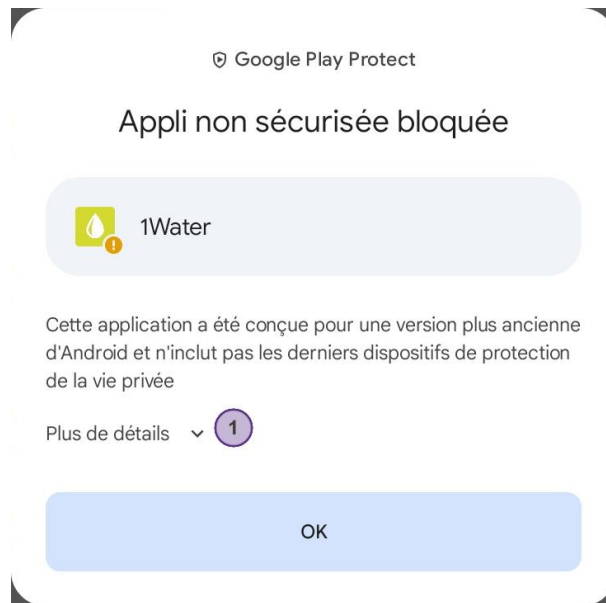 Google Play Protect
Appli non sécurisée bloquée
1Water
Cette application a été conçue pour une version plus ancienne
d'Android et n'inclut pas les derniers dispositifs de protection
de la vie privée
Plus de détails 1
OK